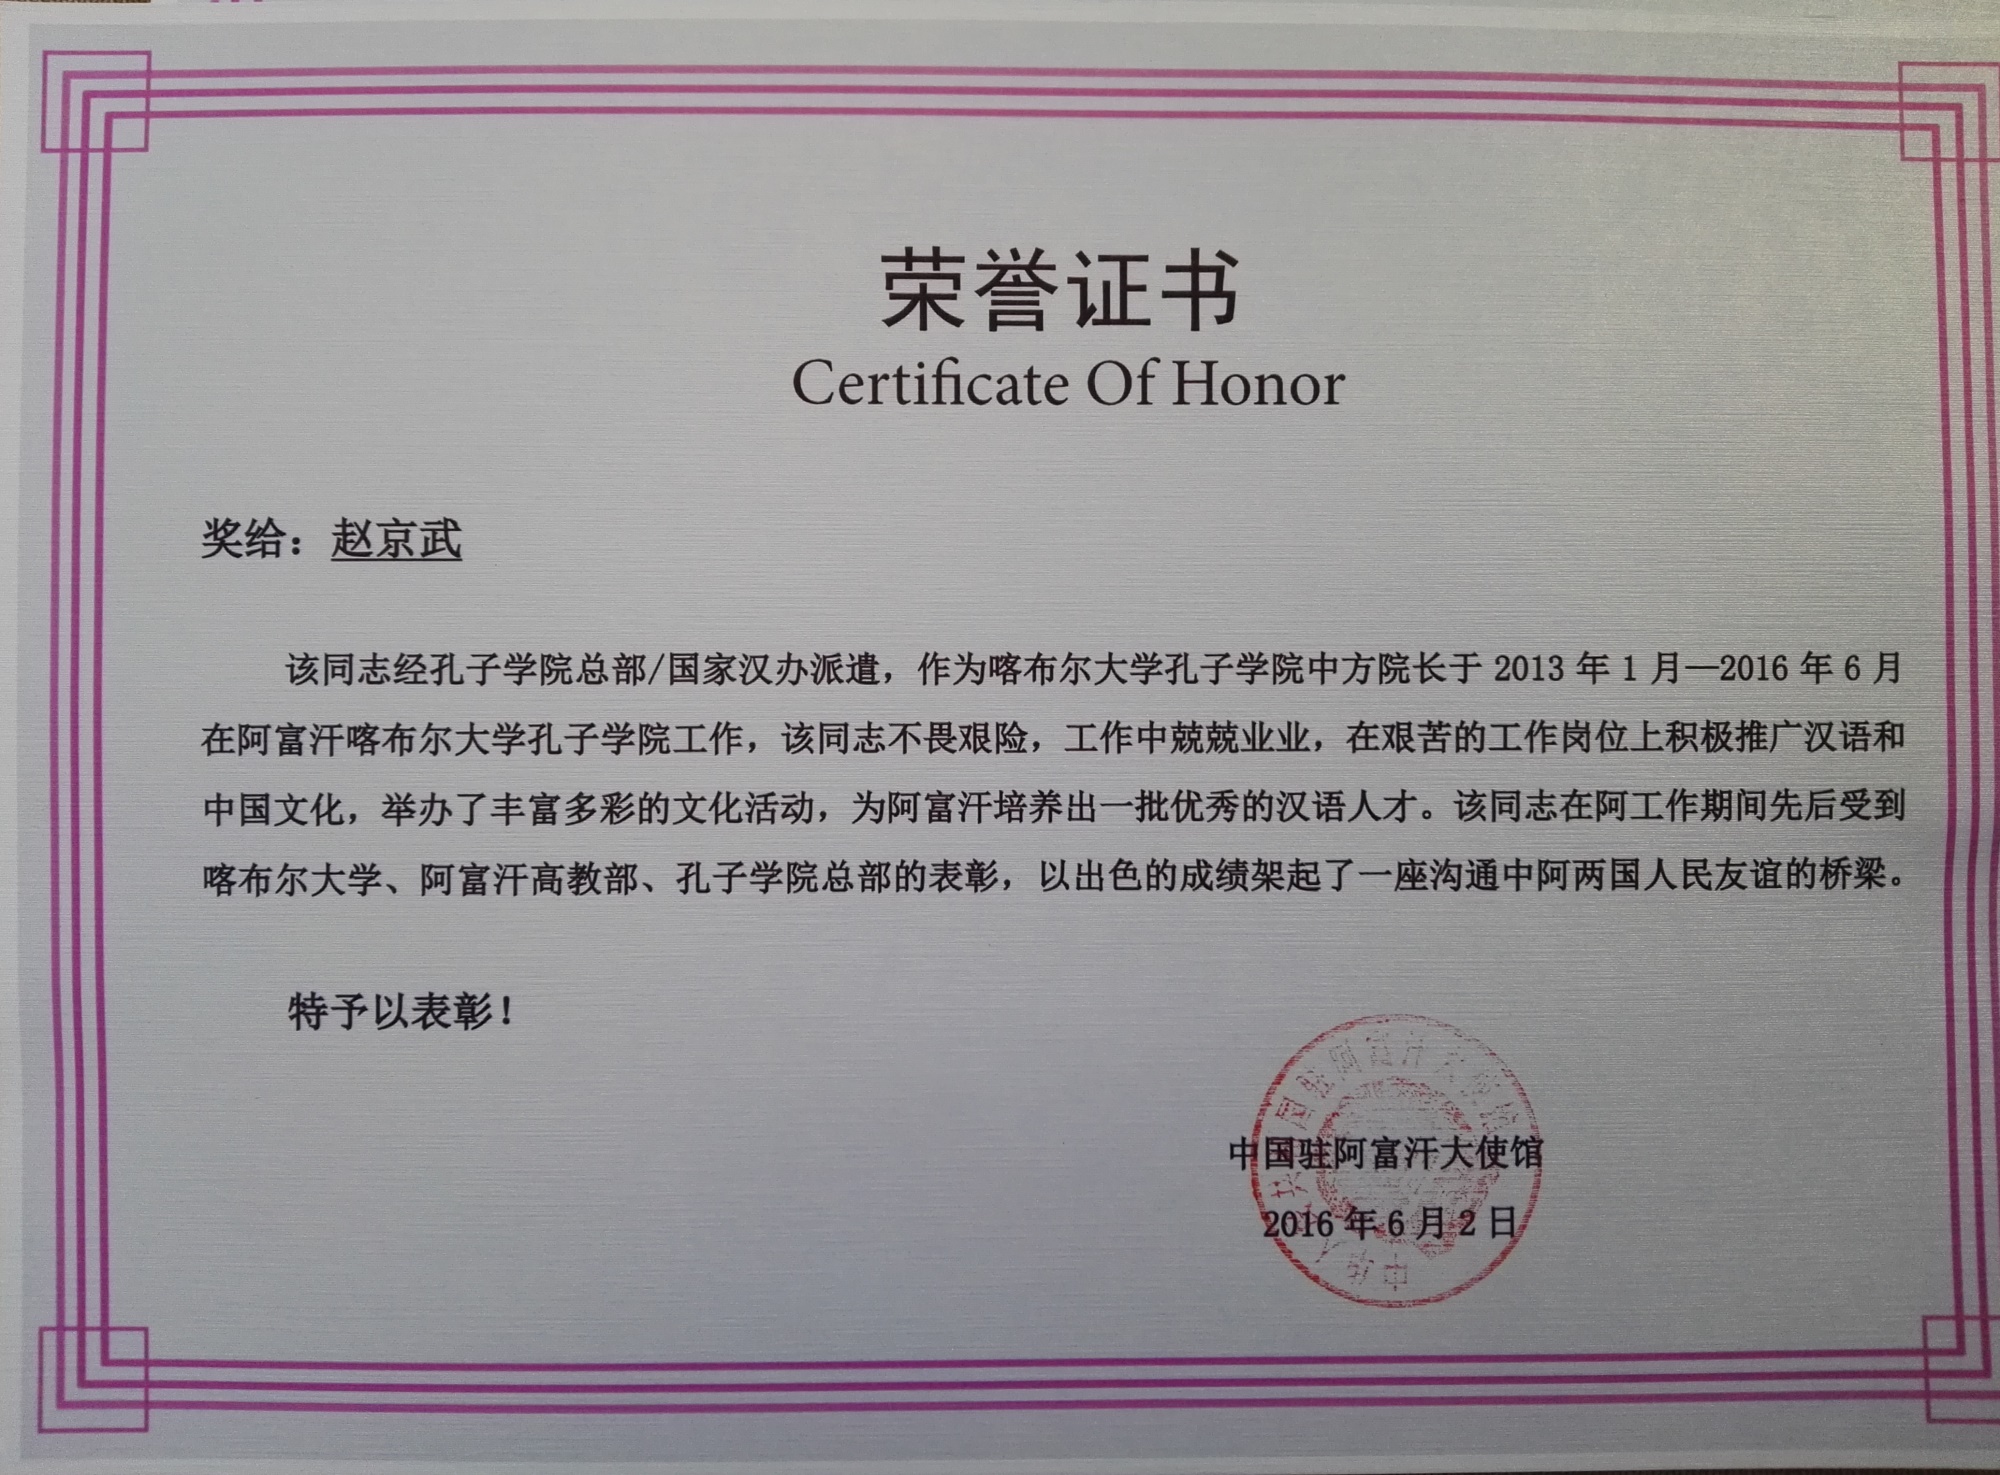 荣誉证书
Certificate Of Honor
奖给：赵京武
该同志经孔子学院总部/国家汉办派遣，作为喀布尔大学孔子学院中方院长于 2013 年 1 月—2016 年 6 月
在阿富汗喀布尔大学孔子学院工作，该同志不畏艰险，工作中兢兢业业，在艰苦的工作岗位上积极推广汉语和
中国文化，举办了丰富多彩的文化活动，为阿富汗培养出一批优秀的汉语人才。该同志在阿工作期间先后受到
喀布尔大学、阿富汗高教部、孔子学院总部的表彰，以出色的成绩架起了一座沟通中阿两国人民友谊的桥梁。
特予以表彰！
中国驻阿富汗大使馆
2016 年 6 月 2 日